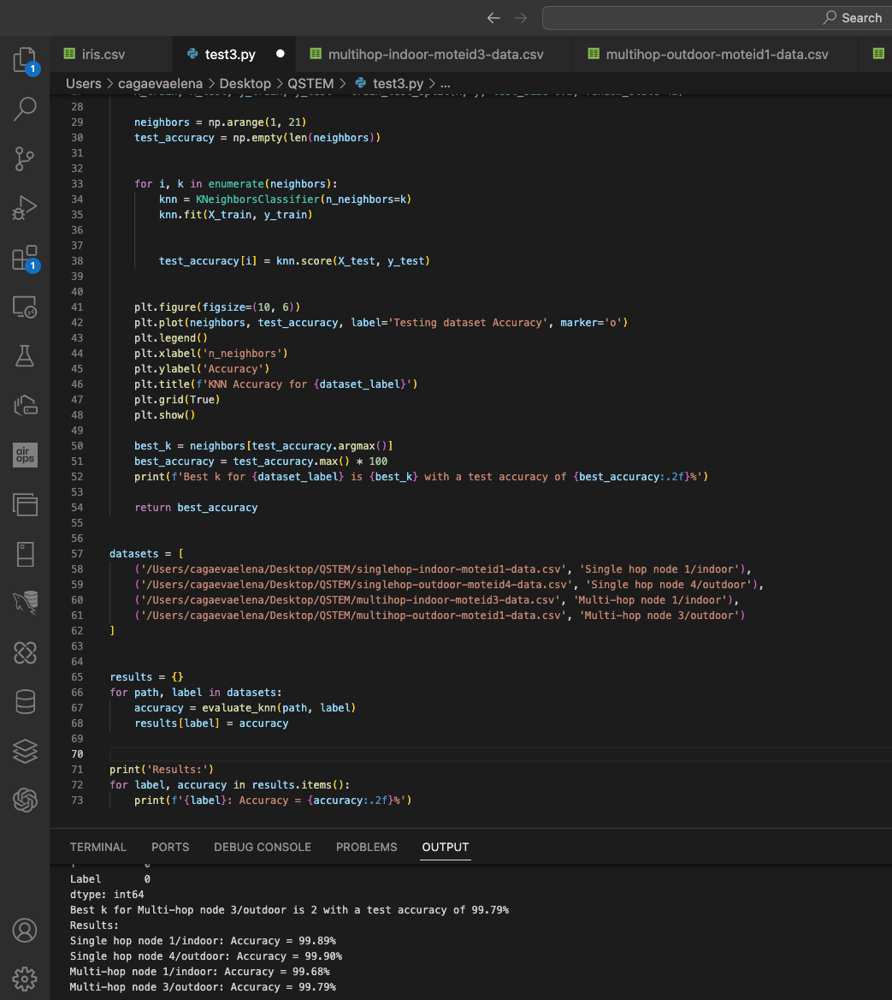 Search
1
iris.csv
test3.py
multihop-indoor-moteid3-data.csv
multihop-outdoor-moteid1-data.csv
Users > cagaevaelena > Desktop > QSTEM > test3.py > ...
28
29 neighbors = np.arange(1, 21)
30 test_accuracy = np.empty(len(neighbors))
31
32
33 for i, k in enumerate(neighbors):
34 knn = KNeighborsClassifier(n_neighbors=k)
35 knn.fit(X_train, y_train)
36
37
38 test_accuracy[i] = knn.score(X_test, y_test)
39
40
41 plt.figure(figsize=(10, 6))
42 plt.plot(neighbors, test_accuracy, label='Testing dataset Accuracy', marker='o')
43 plt.legend()
44 plt.xlabel('n_neighbors')
45 plt.ylabel('Accuracy')
46 plt.title(f'KNN Accuracy for {dataset_label}')
47 plt.grid(True)
48 plt.show()
49
50 best_k = neighbors[test_accuracy.argmax()]
51 best_accuracy = test_accuracy.max() * 100
52 print(f'Best k for {dataset_label} is {best_k} with a test accuracy of {best_accuracy:.2f}%')
53
54 return best_accuracy
55
56
57 datasets = [
58 ('/Users/cagaevaelena/Desktop/QSTEM/singlehop-indoor-moteid1-data.csv', 'Single hop node 1/indoor'),
59 ('/Users/cagaevaelena/Desktop/QSTEM/singlehop-outdoor-moteid4-data.csv', 'Single hop node 4/outdoor'),
60 ('/Users/cagaevaelena/Desktop/QSTEM/multihop-indoor-moteid3-data.csv', 'Multi-hop node 1/indoor'),
61 ('/Users/cagaevaelena/Desktop/QSTEM/multihop-outdoor-moteid1-data.csv', 'Multi-hop node 3/outdoor')
62 ]
63
64
65 results = {}
66 for path, label in datasets:
67 accuracy = evaluate_knn(path, label)
68 results[label] = accuracy
69
70
71 print('Results:')
72 for label, accuracy in results.items():
73 print(f'{label}: Accuracy = {accuracy:.2f}%')
1
air
ops
TERMINAL PORTS DEBUG CONSOLE PROBLEMS OUTPUT
Label 0
dtype: int64
Best k for Multi-hop node 3/outdoor is 2 with a test accuracy of 99.79%
Results:
Single hop node 1/indoor: Accuracy = 99.89%
Single hop node 4/outdoor: Accuracy = 99.90%
Multi-hop node 1/indoor: Accuracy = 99.68%
Multi-hop node 3/outdoor: Accuracy = 99.79%